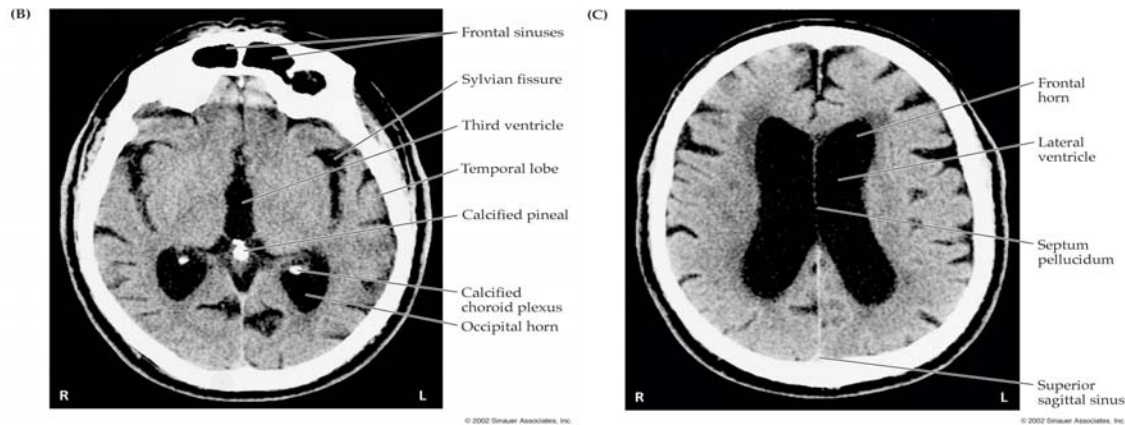 (B)
Frontal sinuses
Sylvian fissure
Third ventricle
Temporal lobe
Calcified pineal
Calcified
choroid plexus
Occipital horn
R
L
© 2002 Sinauer Associates, Inc.
(C)
Frontal
horn
Lateral
ventricle
Septum
pellucidum
Superior
sagittal sinus
R
L
© 2002 Sinauer Associates, Inc.